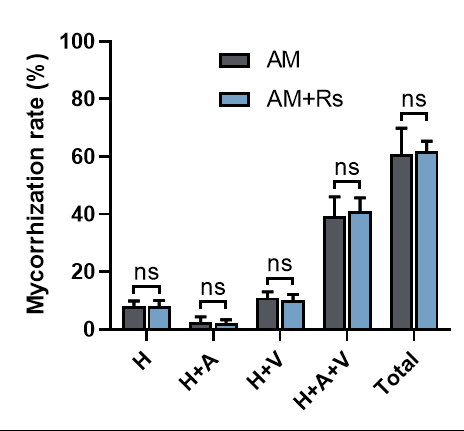 Mycorrhization rate (%)
100
80
60
40
20
0
AM
AM+Rs
ns
ns
ns
ns
ns
H
H+A
H+V
H+A+V
Total